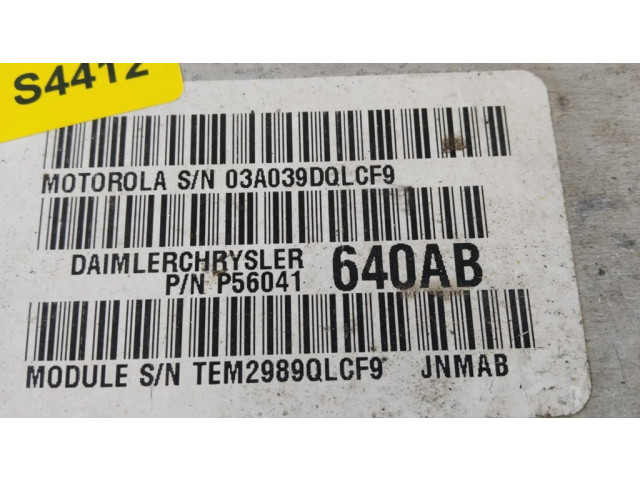 S4412
MOTOROLA S/N 03A039DQLCF9
DAIMLERCHRYSLER
P/N P56041 640AB
MODULE S/N TEM2989QLCF9 JNMAB